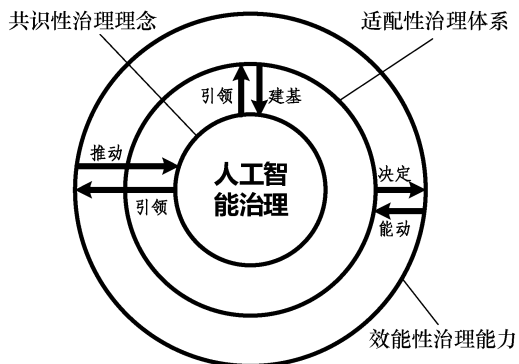 共识性治理理念
适配性治理体系
引领
建基
推动
人工智
能治理
决定
引领
能动
效能性治理能力